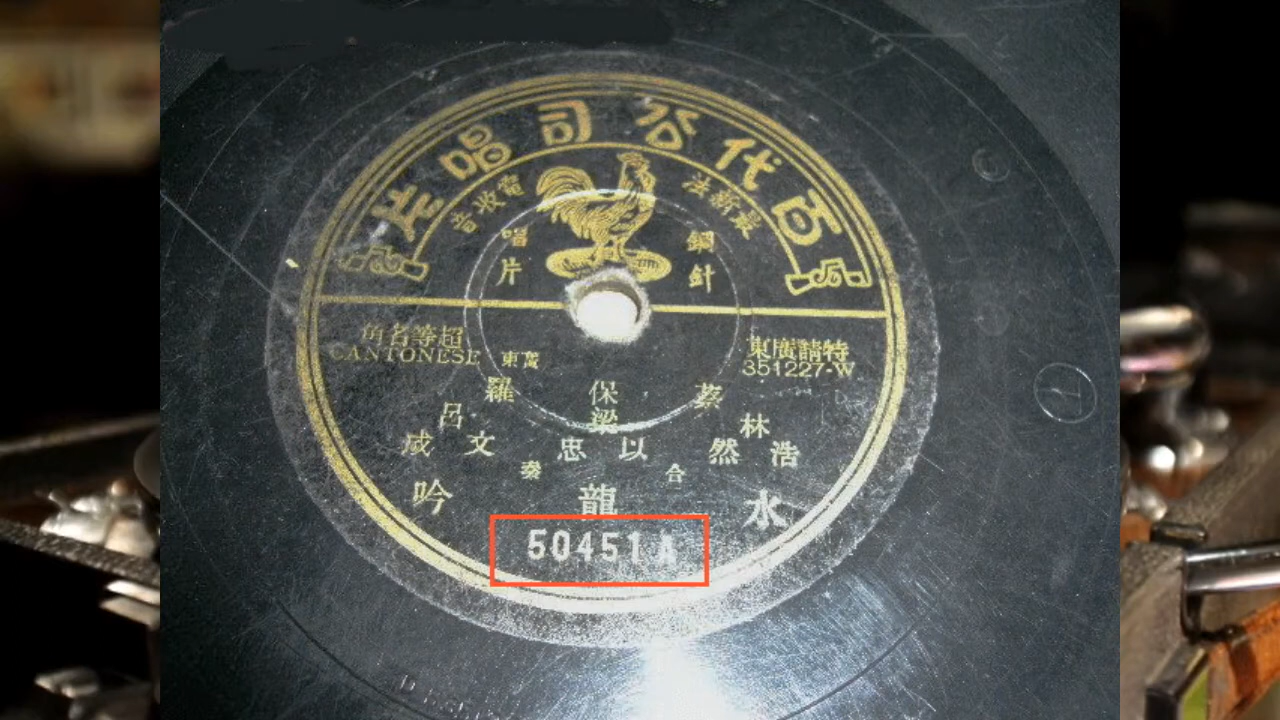 百代公司唱片
最新法 電收音
鋼針 唱片
特請廣東 超等名角
351227-W 廣東 CANTONESE
蔡 保 羅
林 梁 呂
浩然 以忠 文成
合 奏
水 龍 吟
50451A